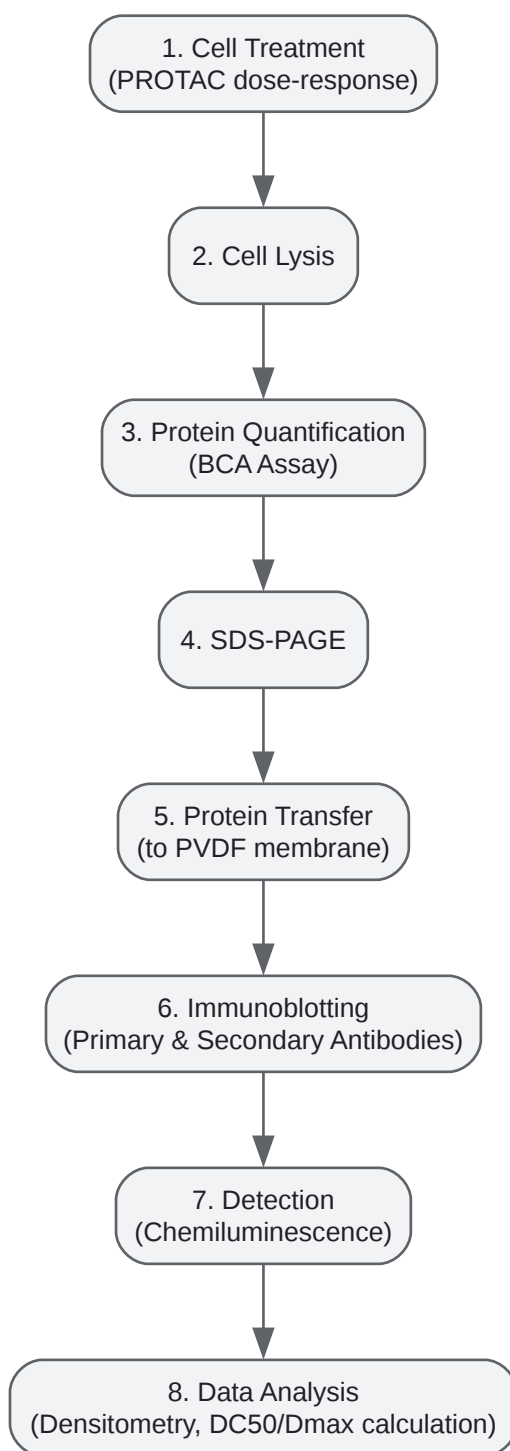 1. Cell Treatment
(PROTAC dose-response)
2. Cell Lysis
3. Protein Quantification
(BCA Assay)
4. SDS-PAGE
5. Protein Transfer
(to PVDF membrane)
6. Immunoblotting
(Primary & Secondary Antibodies)
7. Detection
(Chemiluminescence)
8. Data Analysis
(Densitometry, DC50/Dmax calculation)